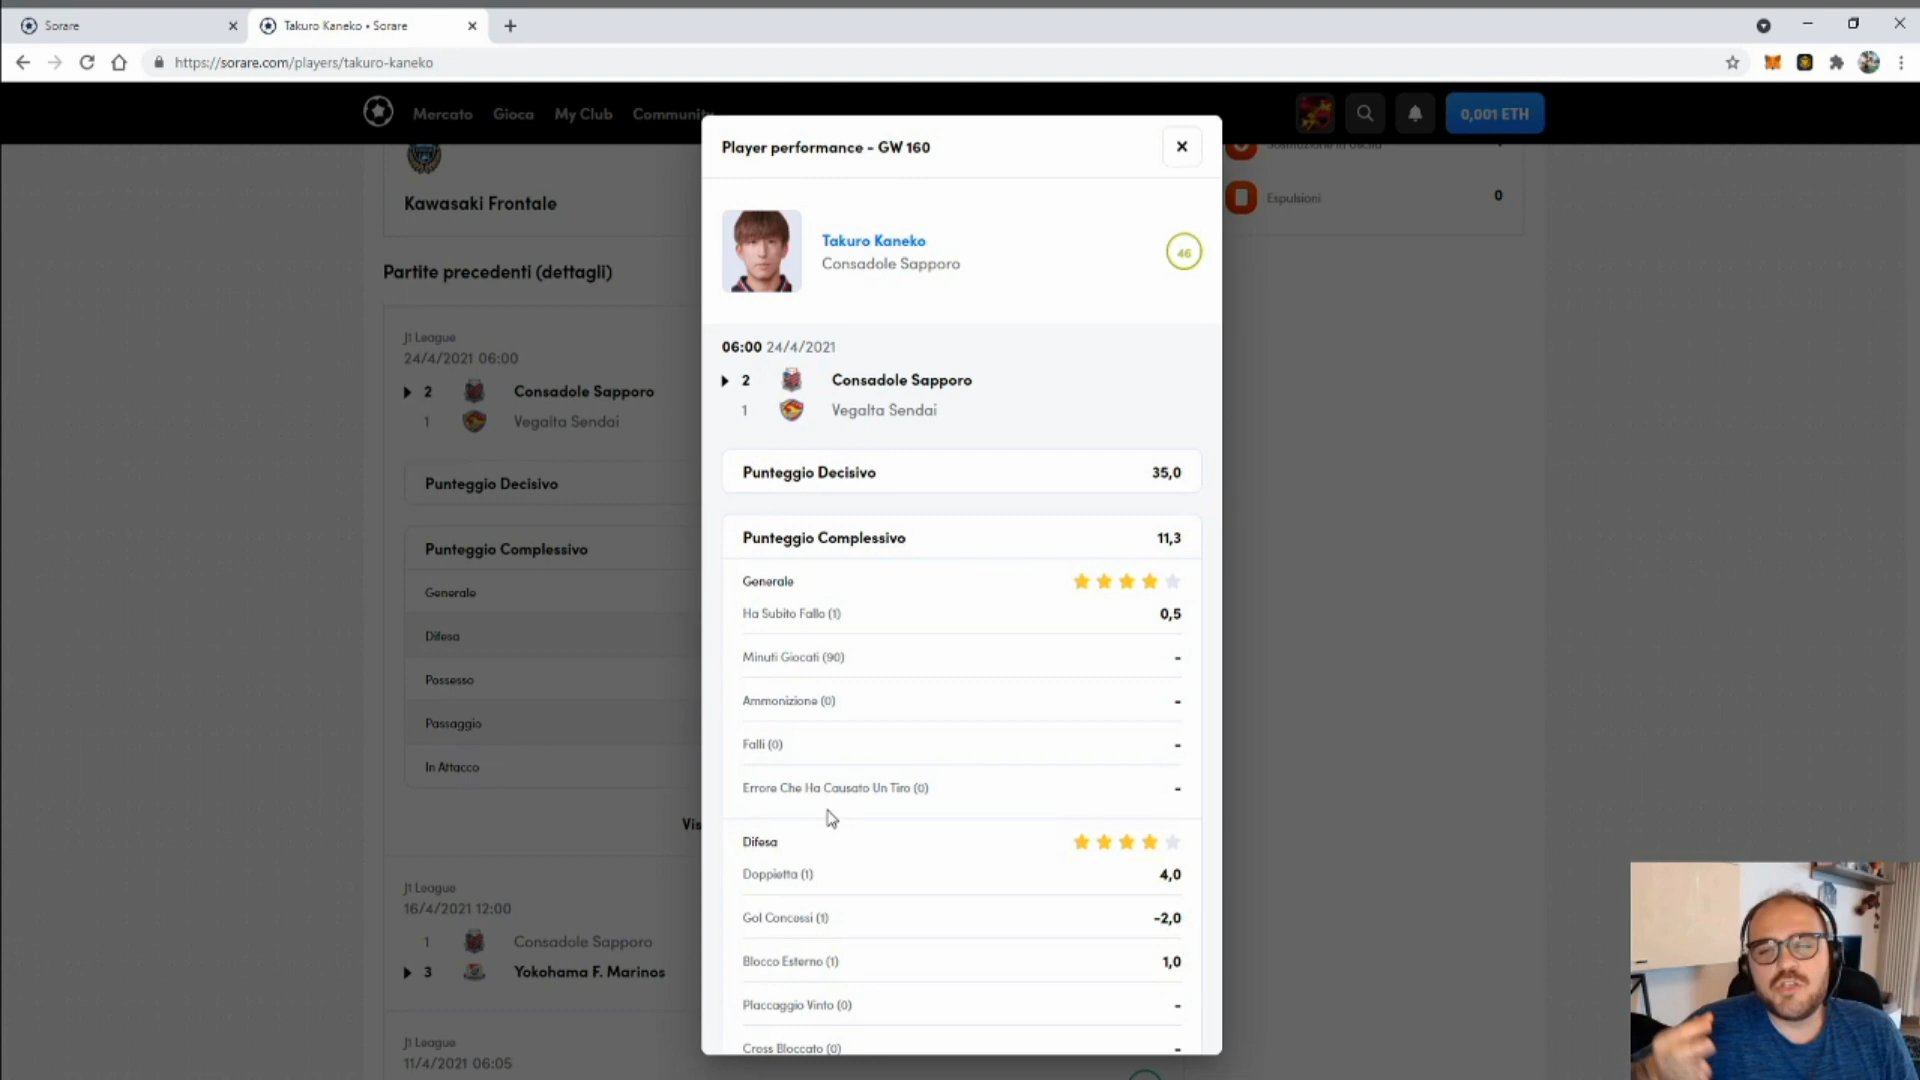 Sorare
Takuro Kaneko • Sorare
https://sorare.com/players/takuro-kaneko
Mercato
Gioca
My Club
Community
0,001 ETH
Kawasaki Frontale
Partite precedenti (dettagli)
J1 League
24/4/2021 06:00
2 Consadole Sapporo
1 Vegalta Sendai
Punteggio Decisivo
Punteggio Complessivo
Generale
Difesa
Possesso
Passaggio
In Attacco
Vis
J1 League
16/4/2021 12:00
1 Consadole Sapporo
3 Yokohama F. Marinos
J1 League
11/4/2021 06:05
Player performance - GW 160
Takuro Kaneko
Consadole Sapporo
46
06:00 24/4/2021
2 Consadole Sapporo
1 Vegalta Sendai
Punteggio Decisivo 35,0
Punteggio Complessivo 11,3
Generale
Ha Subito Fallo (1) 0,5
Minuti Giocati (90) -
Ammonizione (0) -
Falli (0) -
Errore Che Ha Causato Un Tiro (0) -
Difesa
Doppietta (1) 4,0
Gol Concessi (1) -2,0
Blocco Esterno (1) 1,0
Placcaggio Vinto (0) -
Cross Bloccato (0) -
Espulsioni 0